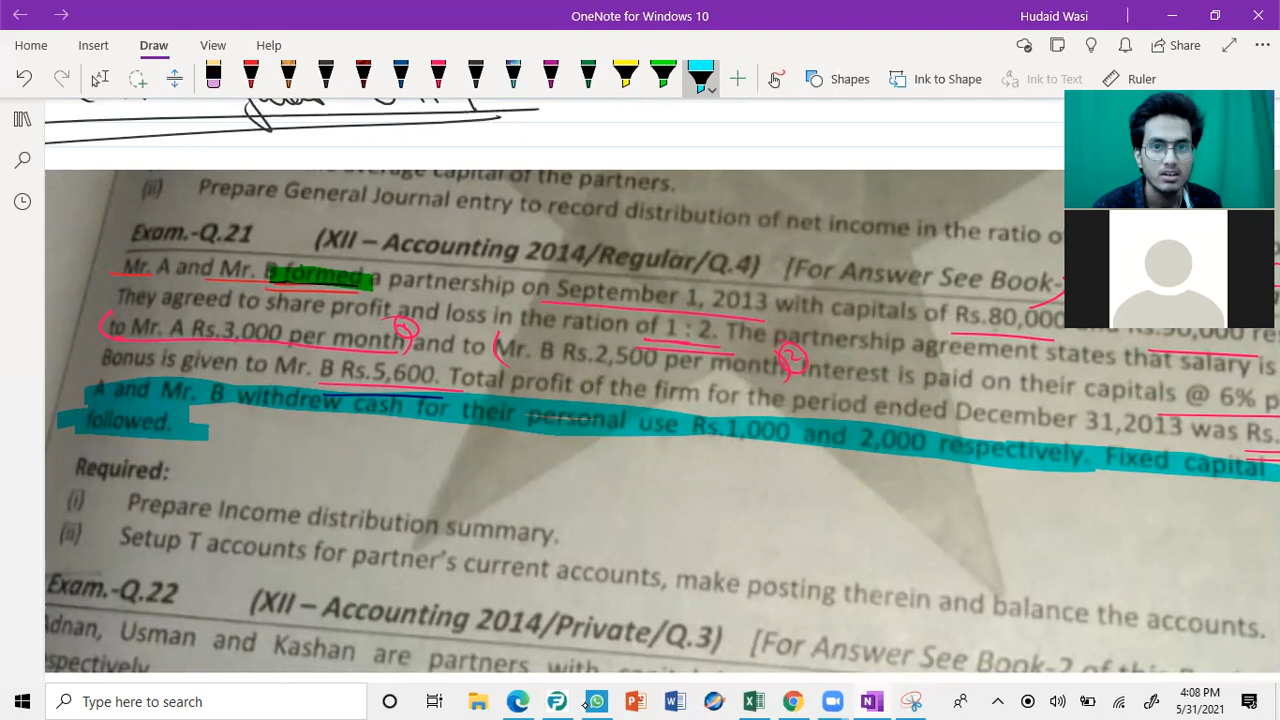 OneNote for Windows 10
Hudaid Wasi
Home Insert Draw View Help
Share
Shapes Ink to Shape Ink to Text Ruler
average capital of the partners.
(ii) Prepare General Journal entry to record distribution of net income in the ratio of
Exam.-Q.21 (XII – Accounting 2014/Regular/Q.4) [For Answer See Book-
Mr. A and Mr. B formed a partnership on September 1, 2013 with capitals of Rs.80,000
They agreed to share profit and loss in the ration of 1 : 2. The partnership agreement states that salary is
to Mr. A Rs.3,000 per month and to Mr. B Rs.2,500 per month Interest is paid on their capitals @ 6% p
Bonus is given to Mr. B Rs.5,600. Total profit of the firm for the period ended December 31,2013 was Rs.
A and Mr. B withdrew cash for their personal use Rs.1,000 and 2,000 respectively. Fixed capital
followed.
Required:
(i) Prepare Income distribution summary.
(ii) Setup T accounts for partner's current accounts, make posting therein and balance the accounts.
Exam.-Q.22 (XII – Accounting 2014/Private/Q.3) [For Answer See Book-2 of this
Adnan, Usman and Kashan are partners with
Type here to search
4:08 PM
5/31/2021